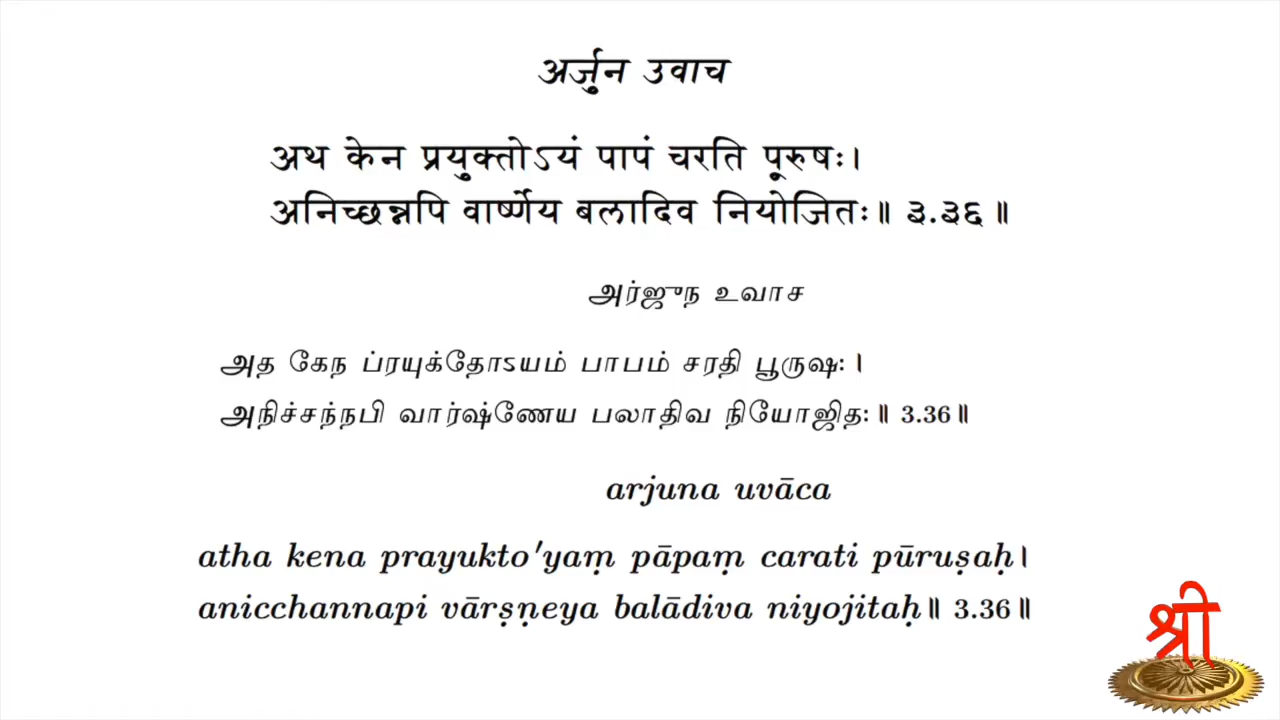 अर्जुन उवाच
अथ केन प्रयुक्तोऽयं पापं चरति पूरुषः।
अनिच्छन्नपि वार्ष्णेय बलादिव नियोजितः॥ ३.३६॥
அர்ஜுந உவாச
அத கேந ப்ரயுக்தோऽயம் பாபம் சரதி பூருஷ: ।
அநிச்சந்நபி வார்ஷ்ணேய பலாதிவ நியோஜித: ॥ 3.36॥
arjuna uvāca
atha kena prayukto'yaṃ pāpaṃ carati pūruṣaḥ।
anicchannapi vārṣṇeya balādiva niyojitaḥ॥ 3.36॥
श्री